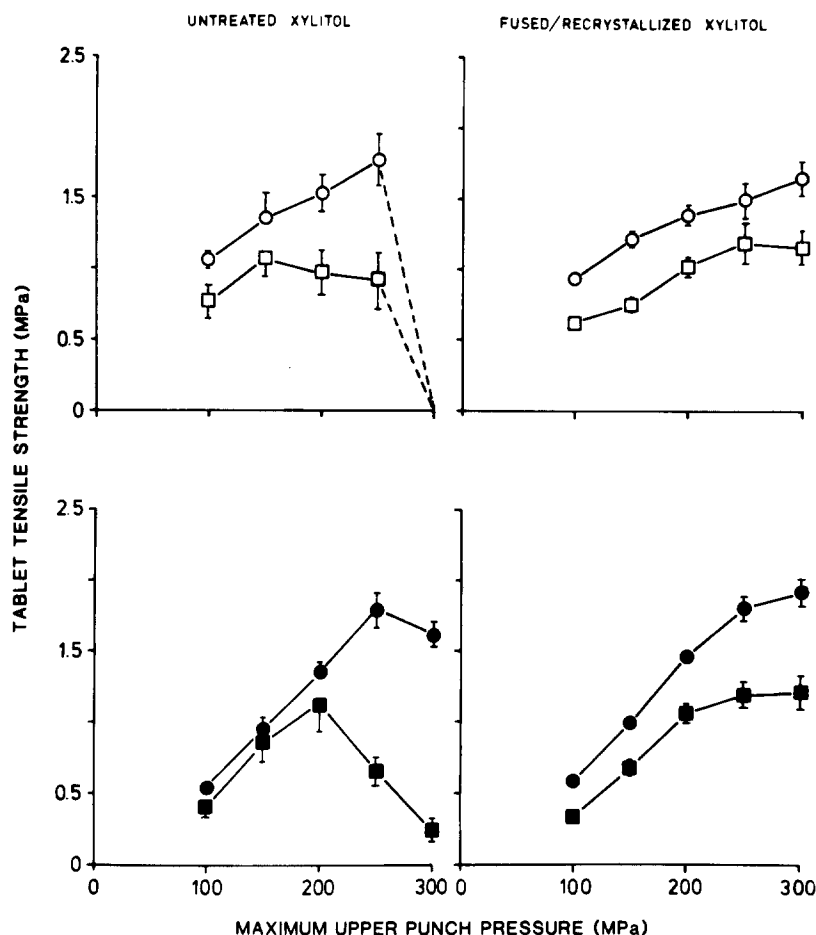 UNTREATED XYLITOL
FUSED/RECRYSTALLIZED XYLITOL
2.5
1.5
0.5
0
TABLET TENSILE STRENGTH (MPa)
2.5
1.5
0.5
0
0 100 200 300 0 100 200 300
MAXIMUM UPPER PUNCH PRESSURE (MPa)